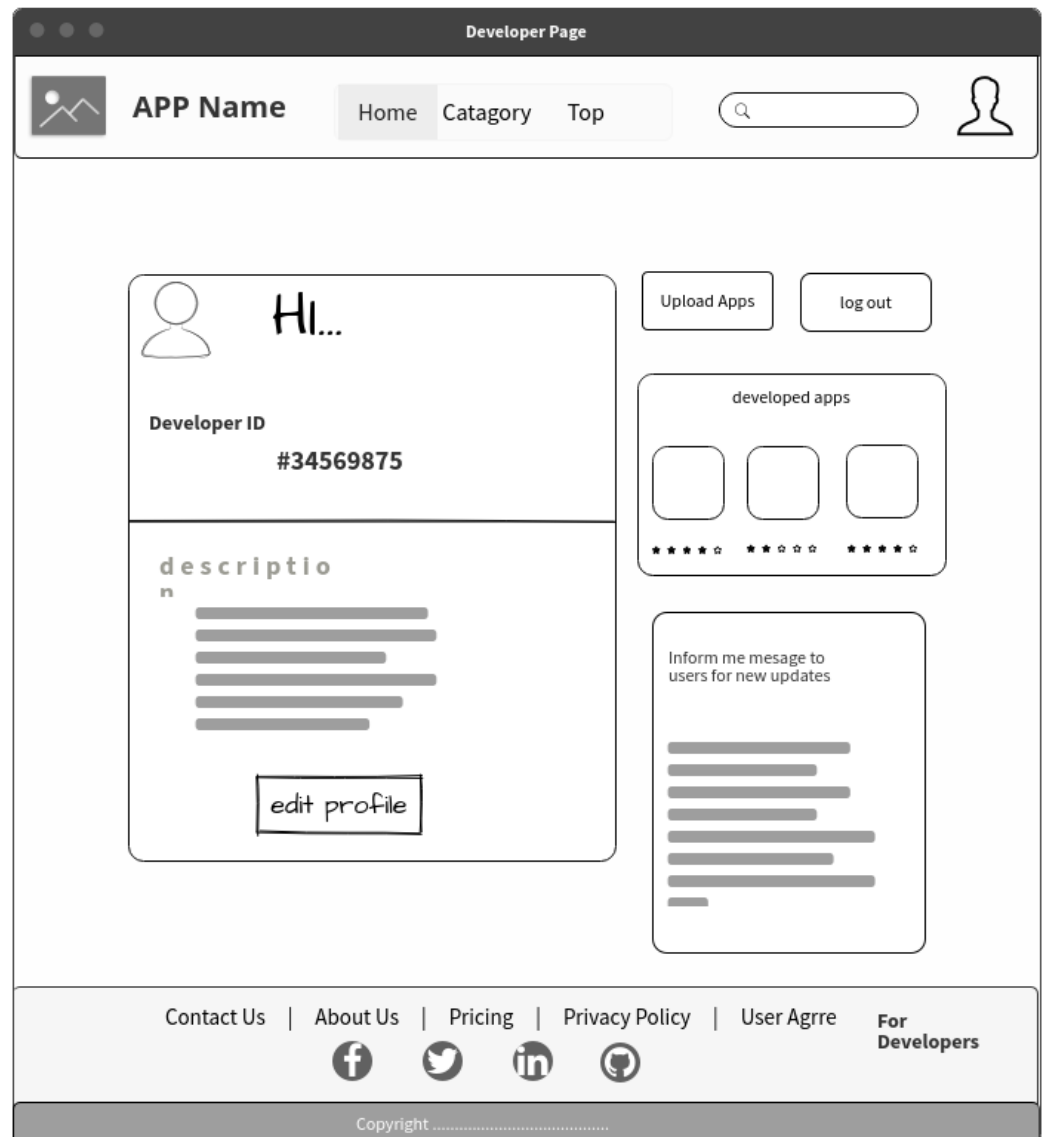 Developer Page
APP Name
Home Catagory Top
HI...
Upload Apps
log out
Developer ID
#34569875
developed apps
descriptio
n
edit profile
Inform me mesage to
users for new updates
Contact Us | About Us | Pricing | Privacy Policy | User Agrre
For
Developers
Copyright ........................................